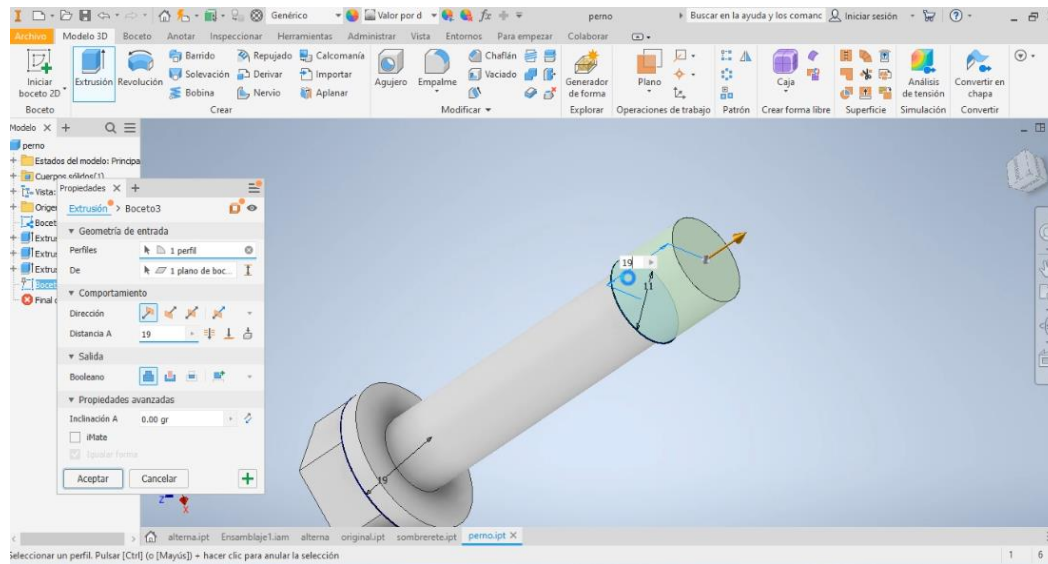 Genérico
Valor por d
fx
perno
Buscar en la ayuda y los comanc
Iniciar sesión
Archivo Modelo 3D Boceto Anotar Inspeccionar Herramientas Administrar Vista Entornos Para empezar Colaborar
Iniciar
boceto 2D
Extrusión
Revolución
Barrido
Solevación
Bobina
Repujado
Derivar
Nervio
Calcomanía
Importar
Aplanar
Agujero
Empalme
Chaflán
Vaciado
Generador
de forma
Plano
Caja
Análisis
de tensión
Convertir en
chapa
Boceto Crear Modificar Explorar Operaciones de trabajo Patrón Crear forma libre Superficie Simulación Convertir
Modelo
perno
Estados del modelo: Principa
Cuerpos sólidos(1)
Vista:
Orige
Bocet
Extru
Extru
Extru
Bocet
Final
Propiedades
Extrusión > Boceto3
Geometría de entrada
Perfiles 1 perfil
De 1 plano de boc...
Comportamiento
Dirección
Distancia A 19
Salida
Booleano
Propiedades avanzadas
Inclinación A 0.00 gr
iMate
Igualar forma
Aceptar Cancelar
19
11
19
Z
X
alterna.ipt Ensamblaje1.iam alterna original.ipt sombrerete.ipt perno.ipt
Seleccionar un perfil. Pulsar [Ctrl] (o [Mayús]) + hacer clic para anular la selección
1 6